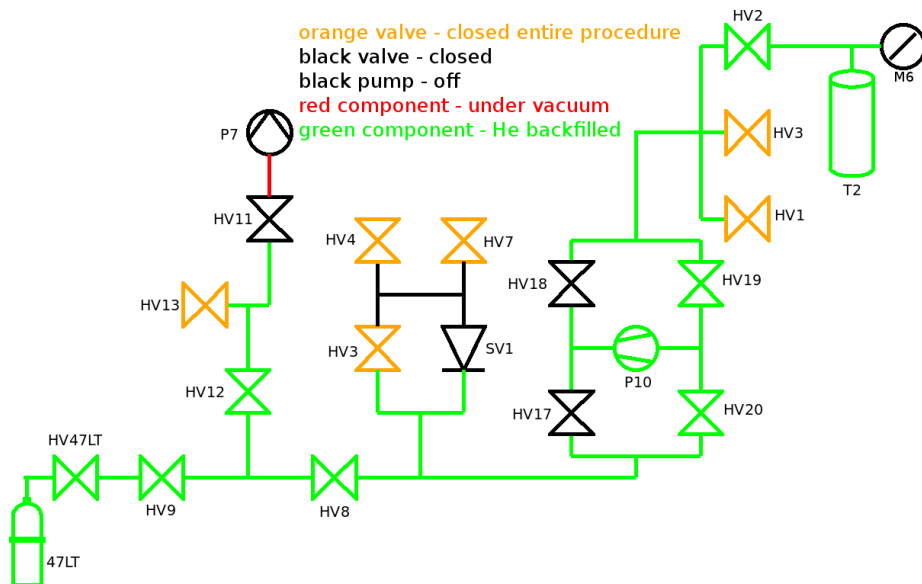 orange valve - closed entire procedure
black valve - closed
black pump - off
red component - under vacuum
green component - He backfilled
HV2
M6
P7
HV3
T2
HV11
HV1
HV4
HV7
HV18
HV19
HV13
HV3
SV1
P10
HV12
HV17
HV20
HV47LT
HV9
HV8
47LT